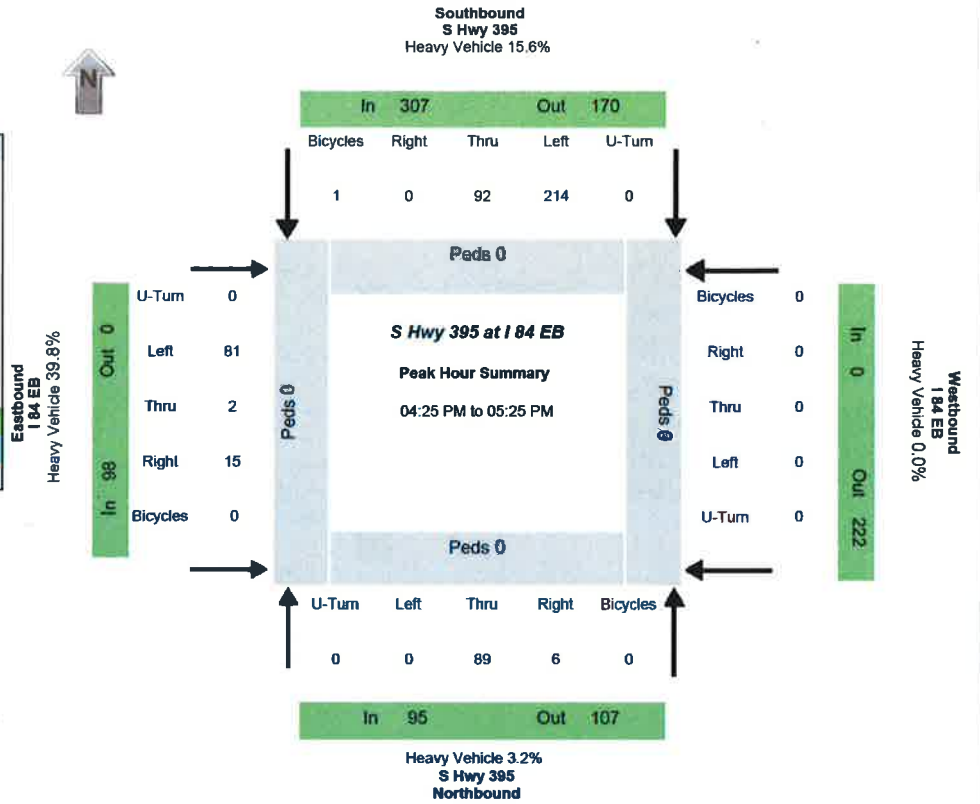 Southbound
S Hwy 395
Heavy Vehicle 15.6%
N
In 307 Out 170
Bicycles Right Thru Left U-Turn
1 0 92 214 0
Peds 0
Eastbound
I 84 EB
Heavy Vehicle 39.8%
Out 0
In 98
U-Turn 0
Left 81
Thru 2
Right 15
Bicycles 0
Peds 0
S Hwy 395 at I 84 EB
Peak Hour Summary
04:25 PM to 05:25 PM
Peds 0
Bicycles 0
Right 0
Thru 0
Left 0
U-Turn 0
In 0
Out 222
Westbound
I 84 EB
Heavy Vehicle 0.0%
Peds 0
U-Turn Left Thru Right Bicycles
0 0 89 6 0
In 95 Out 107
Heavy Vehicle 3.2%
S Hwy 395
Northbound